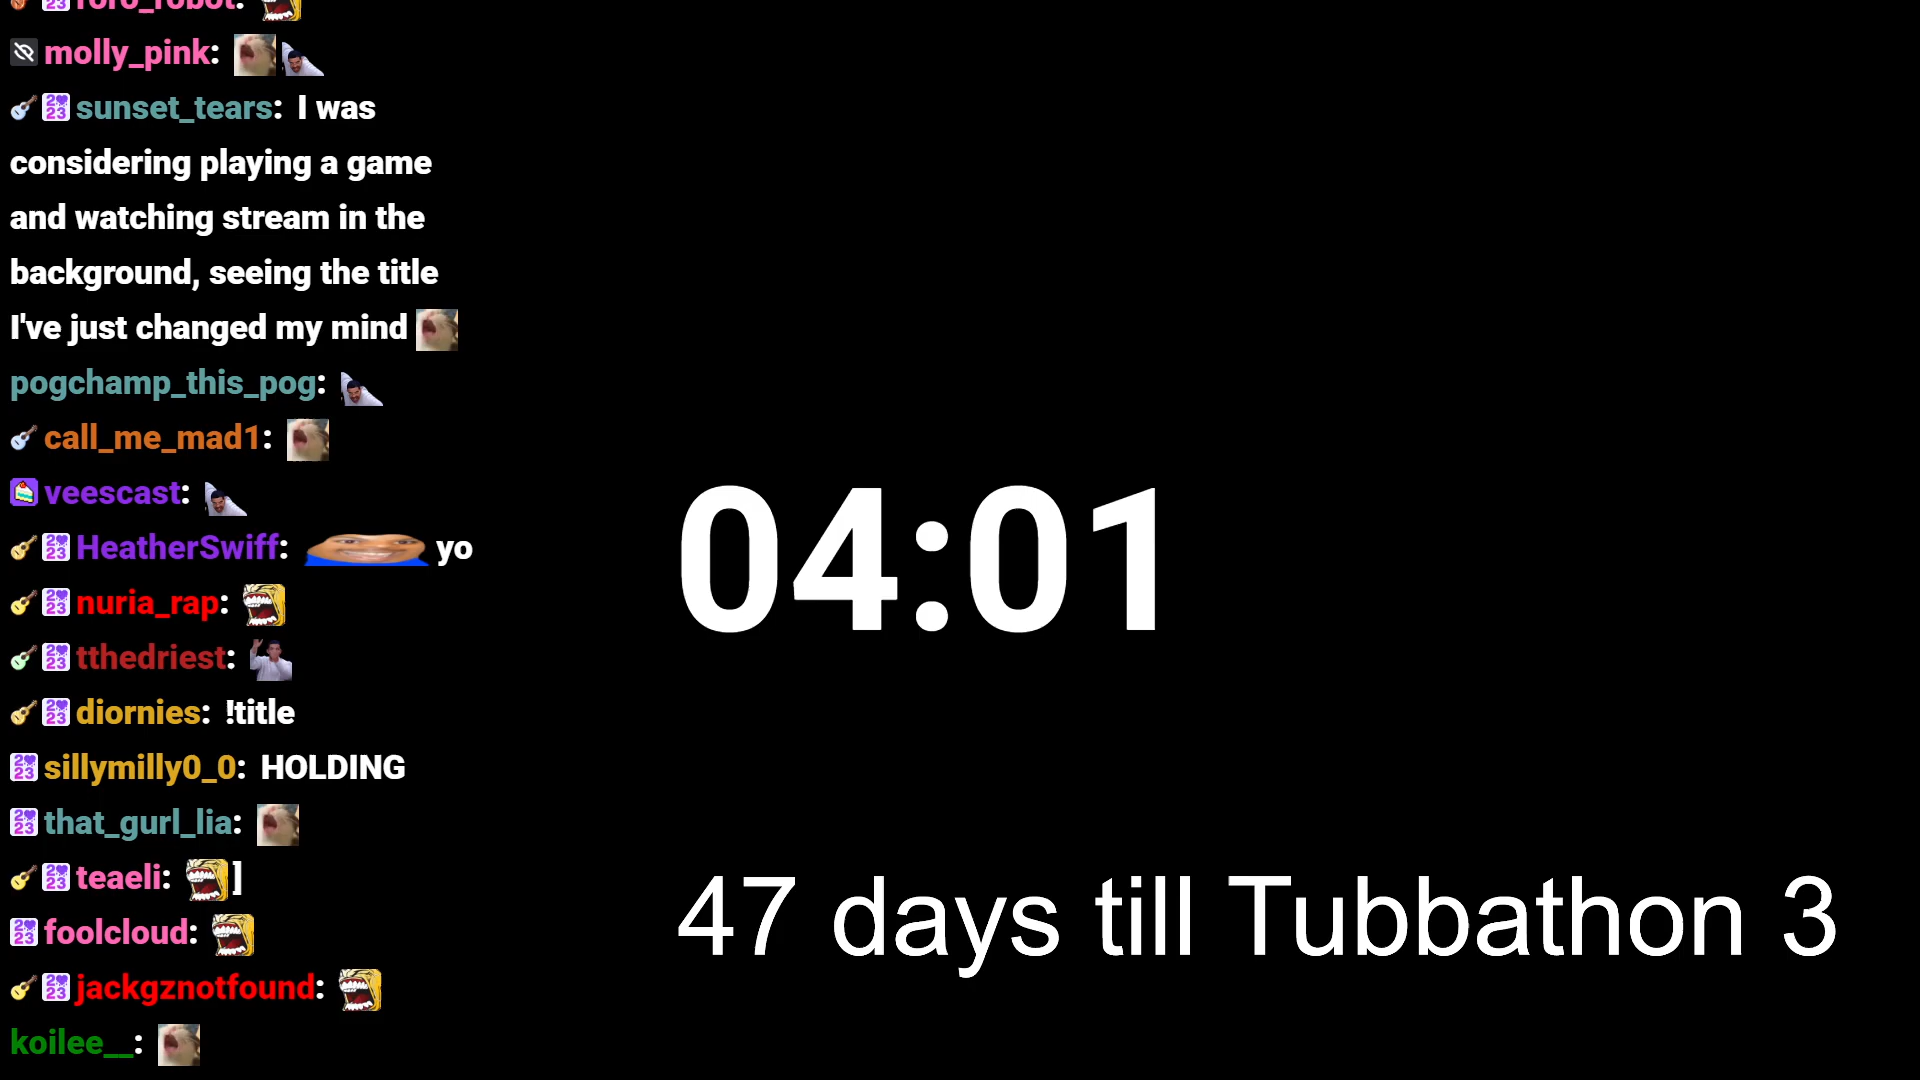 roro_robot:
molly_pink:
sunset_tears: I was
considering playing a game
and watching stream in the
background, seeing the title
I've just changed my mind
pogchamp_this_pog:
call_me_mad1:
veescast:
HeatherSwiff: yo
nuria_rap:
tthedriest:
diornies: !title
sillymilly0_0: HOLDING
that_gurl_lia:
teaeli: ]
foolcloud:
jackgznotfound:
koilee__:
04:01
47 days till Tubbathon 3